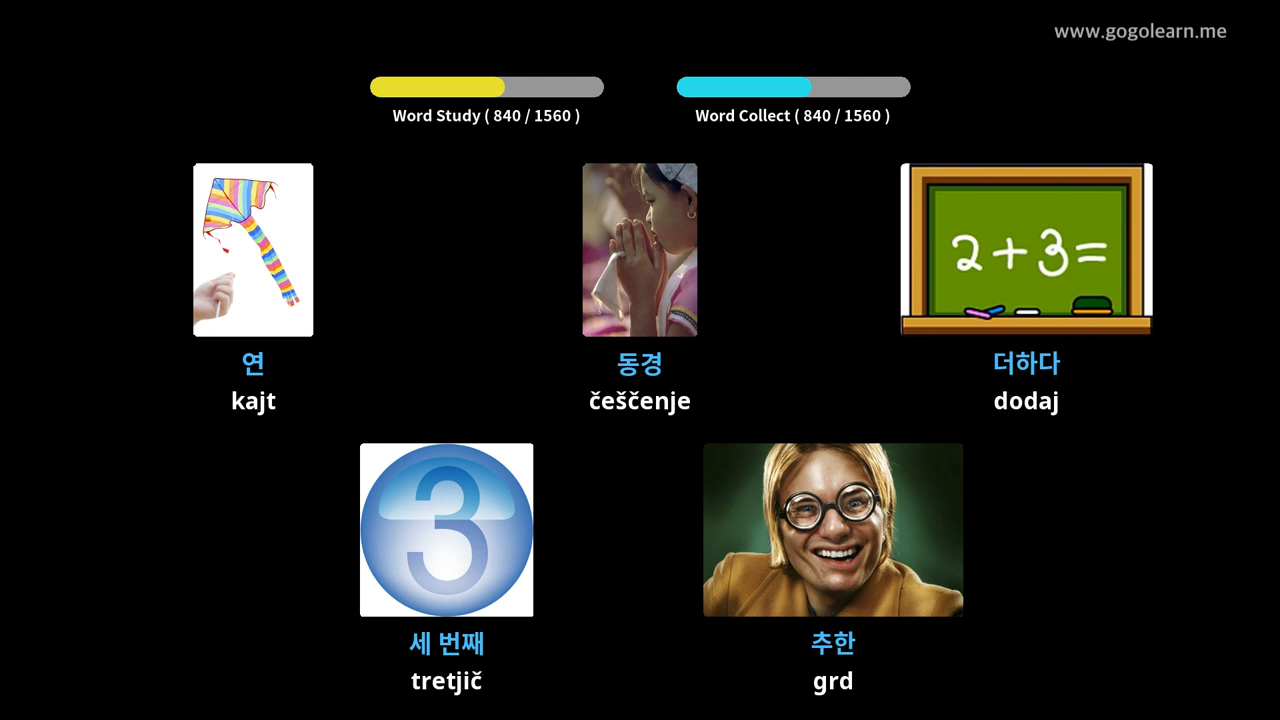 www.gogolearn.me
Word Study ( 840 / 1560 )
Word Collect ( 840 / 1560 )
2+3=
연
kajt
동경
češčenje
더하다
dodaj
3
세 번째
tretjič
추한
grd